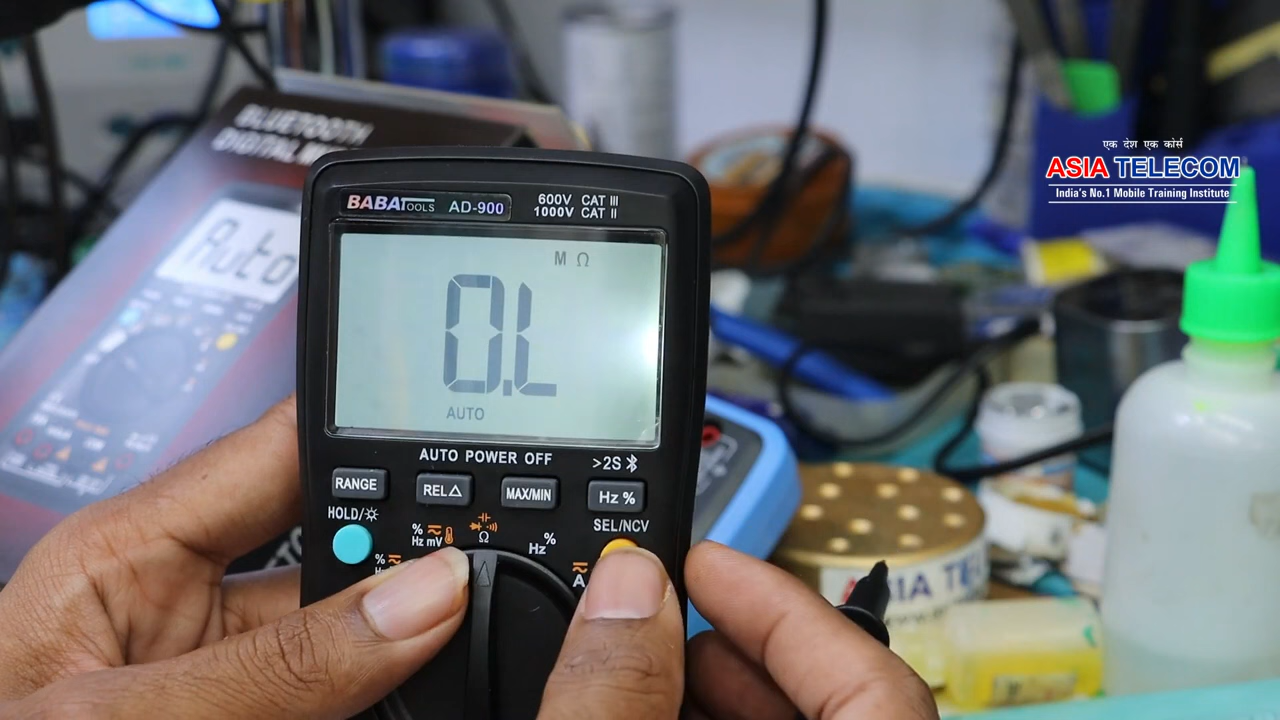 एक देश एक कोर्स
ASIA TELECOM
India's No.1 Mobile Training Institute
BLUETOOTH
DIGITAL
Auto
BABATOOLS AD-900
600V CAT III
1000V CAT II
M Ω
0.L
AUTO
AUTO POWER OFF
>2S
RANGE
REL△
MAX/MIN
Hz %
HOLD/
SEL/NCV
%
Hz mV
Ω
Hz%
%
A
ASIA TEL